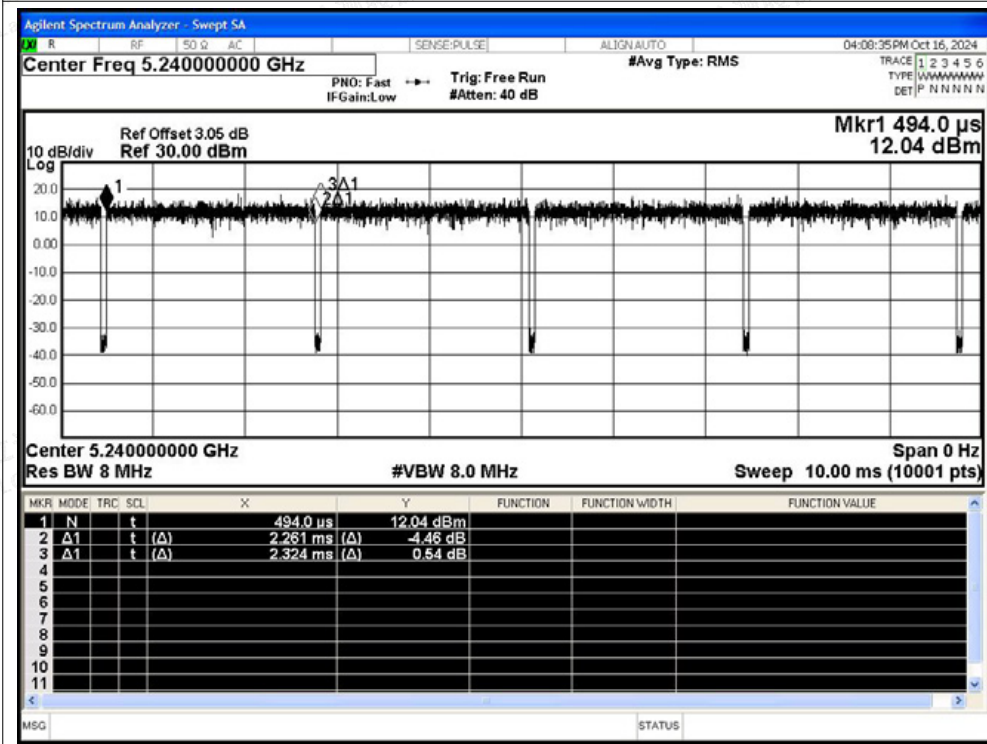 Agilent Spectrum Analyzer - Swept SA
LXI R RF 50 Ω AC SENSE:PULSE ALIGN AUTO 04:08:35 PM Oct 16, 2024
Center Freq 5.240000000 GHz #Avg Type: RMS TRACE 1 2 3 4 5 6
PNO: Fast Trig: Free Run TYPE WWWWWW
IFGain:Low #Atten: 40 dB DET P N N N N N
Mkr1 494.0 µs
12.04 dBm
Ref Offset 3.05 dB
10 dB/div Ref 30.00 dBm
Log
20.0
10.0
0.00
-10.0
-20.0
-30.0
-40.0
-50.0
-60.0
1
3Δ1
2Δ1
Center 5.240000000 GHz Span 0 Hz
Res BW 8 MHz #VBW 8.0 MHz Sweep 10.00 ms (10001 pts)
MKR MODE TRC SCL X Y FUNCTION FUNCTION WIDTH FUNCTION VALUE
1 N t 494.0 µs 12.04 dBm
2 Δ1 t (Δ) 2.261 ms (Δ) -4.46 dB
3 Δ1 t (Δ) 2.324 ms (Δ) 0.54 dB
4
5
6
7
8
9
10
11
MSG STATUS